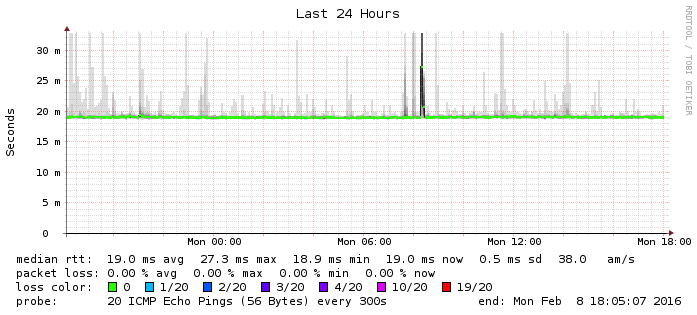 Last 24 Hours
RRDTOOL / TOBI OETIKER
Seconds
30 m
25 m
20 m
15 m
10 m
5 m
0
Mon 00:00 Mon 06:00 Mon 12:00 Mon 18:00
median rtt: 19.0 ms avg 27.3 ms max 18.9 ms min 19.0 ms now 0.5 ms sd 38.0 am/s
packet loss: 0.00 % avg 0.00 % max 0.00 % min 0.00 % now
loss color: 0 1/20 2/20 3/20 4/20 10/20 19/20
probe: 20 ICMP Echo Pings (56 Bytes) every 300s end: Mon Feb 8 18:05:07 2016